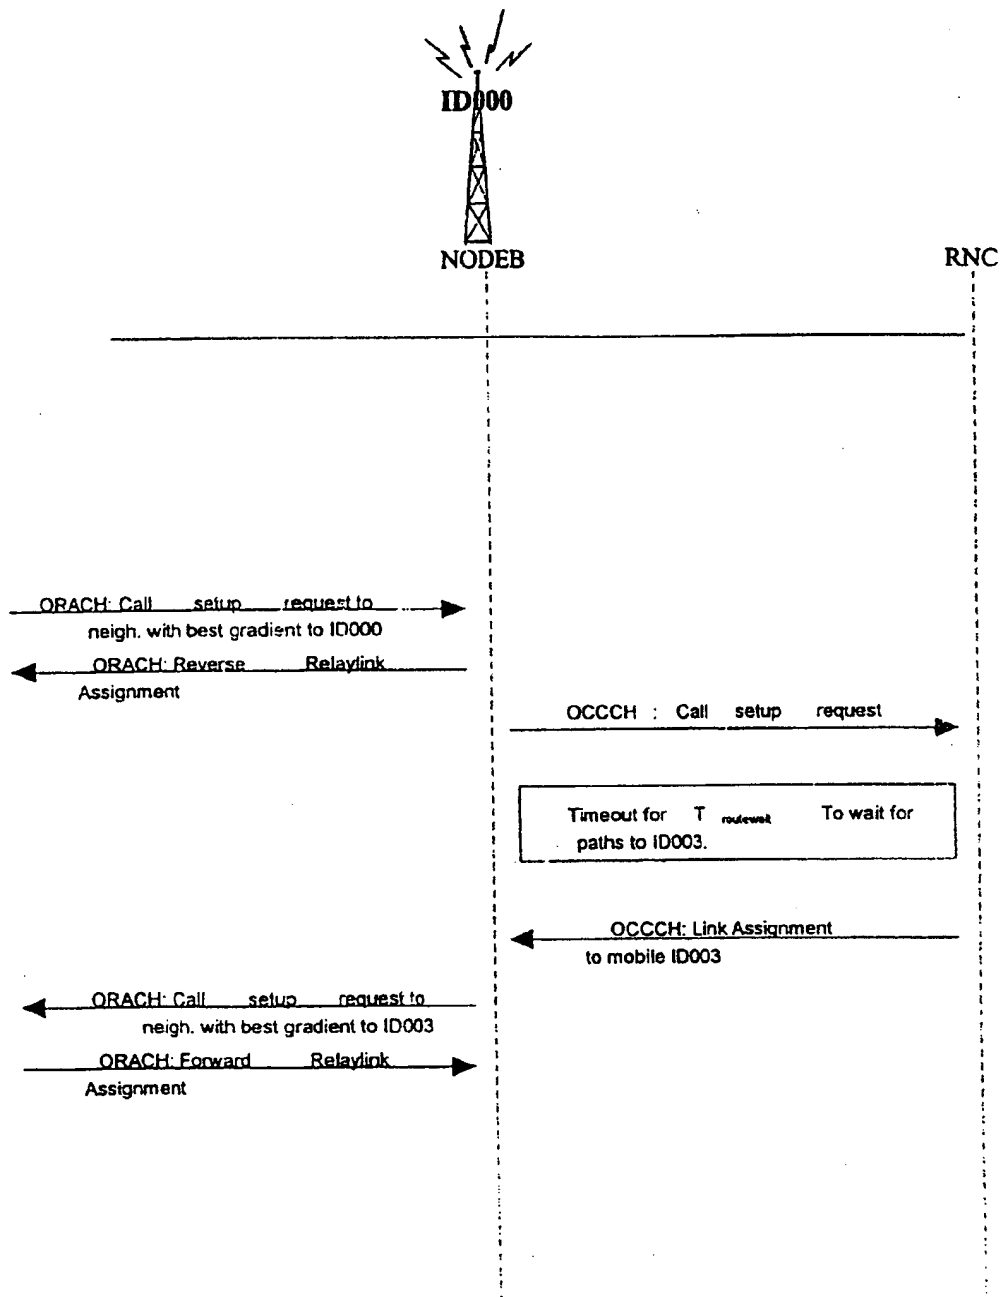 ID000
NODEB
RNC
ORACH: Call setup request to
neigh. with best gradient to ID000
ORACH: Reverse Relaylink
Assignment
OCCCH : Call setup request
Timeout for T routewait To wait for
paths to ID003.
OCCCH: Link Assignment
to mobile ID003
ORACH: Call setup request to
neigh. with best gradient to ID003
ORACH: Forward Relaylink
Assignment